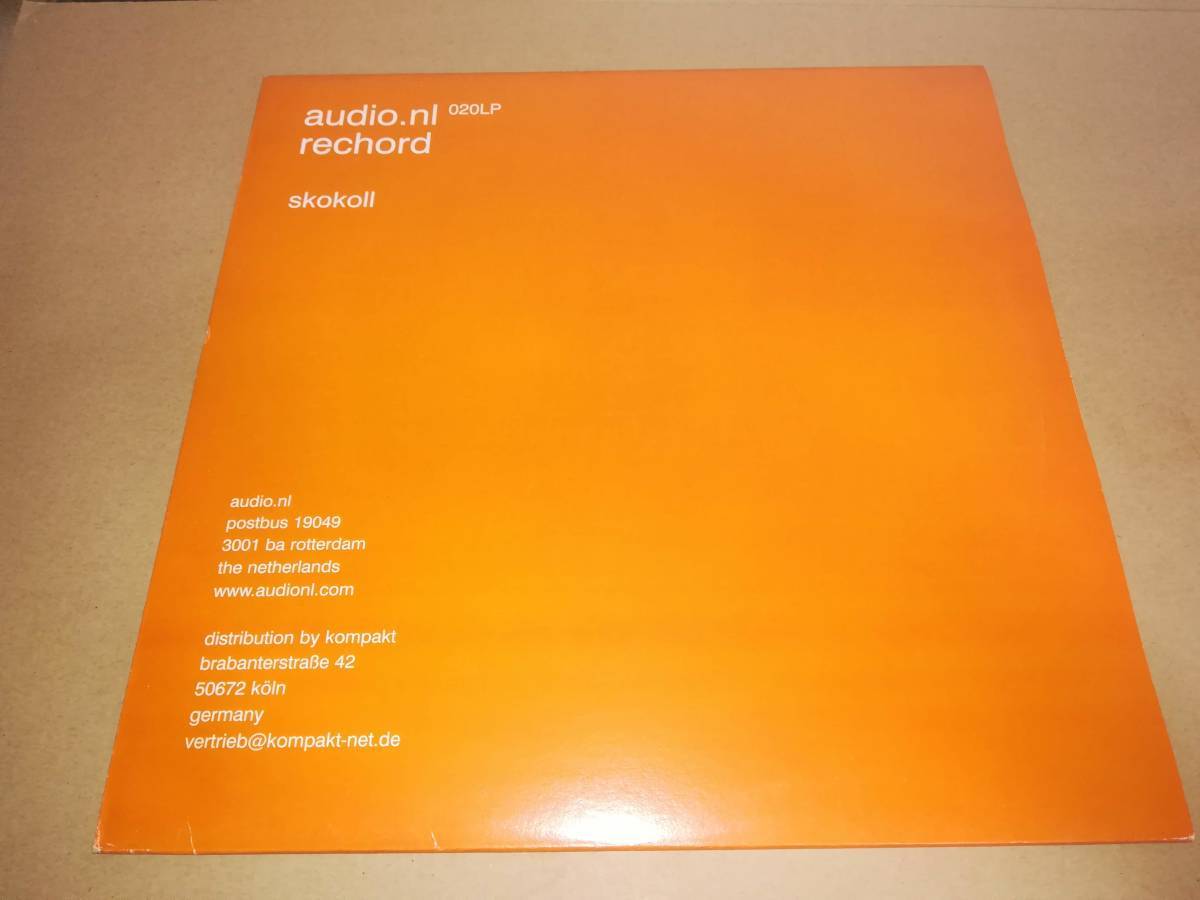 audio.nl 020LP
rechord
skokoll
audio.nl
postbus 19049
3001 ba rotterdam
the netherlands
www.audionl.com
distribution by kompakt
brabanterstraße 42
50672 köln
germany
vertrieb@kompakt-net.de